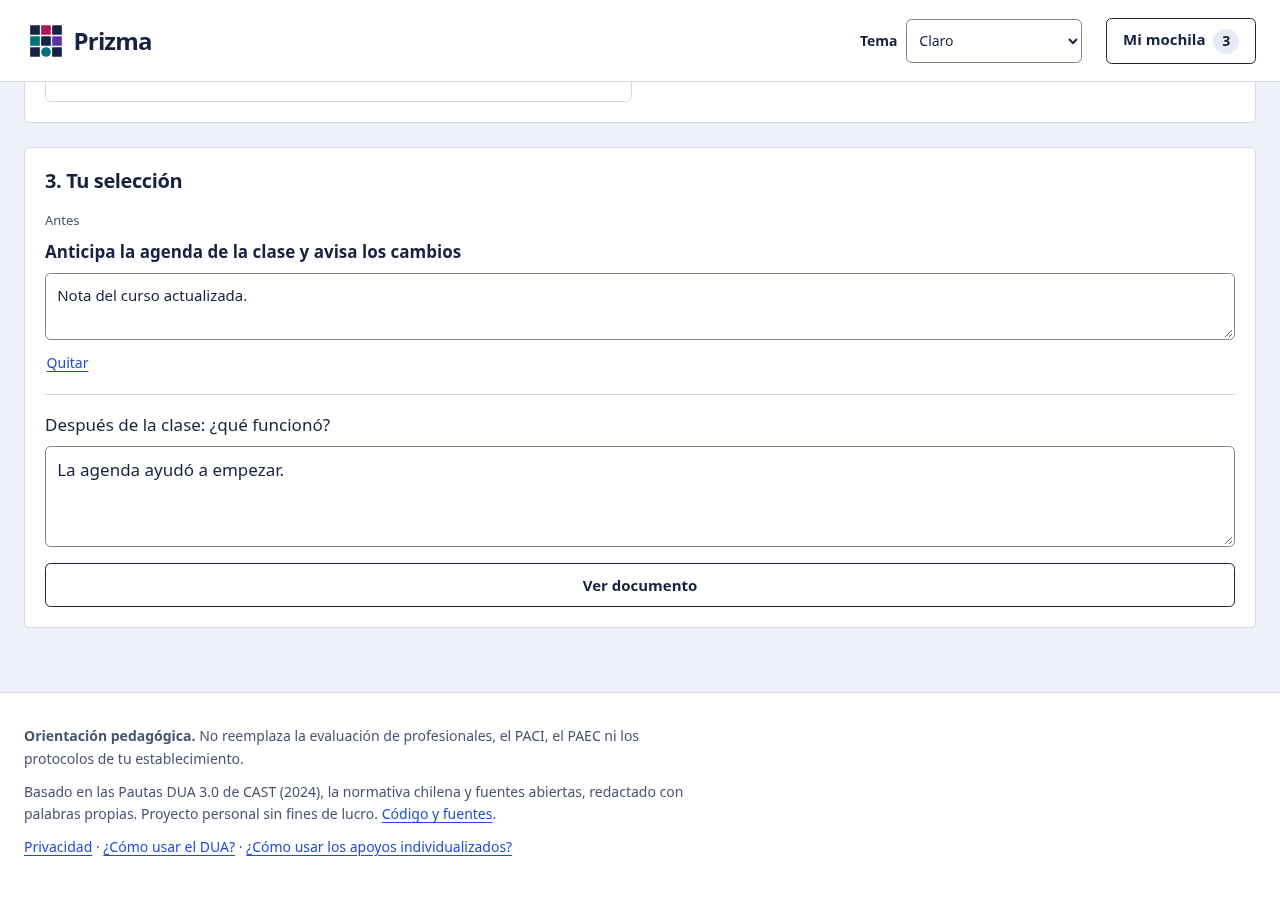 Prizma
Tema
Claro
Mi mochila 3
3. Tu selección
Antes
Anticipa la agenda de la clase y avisa los cambios
Nota del curso actualizada.
Quitar
Después de la clase: ¿qué funcionó?
La agenda ayudó a empezar.
Ver documento
Orientación pedagógica. No reemplaza la evaluación de profesionales, el PACI, el PAEC ni los
protocolos de tu establecimiento.
Basado en las Pautas DUA 3.0 de CAST (2024), la normativa chilena y fuentes abiertas, redactado con
palabras propias. Proyecto personal sin fines de lucro. Código y fuentes.
Privacidad · ¿Cómo usar el DUA? · ¿Cómo usar los apoyos individualizados?